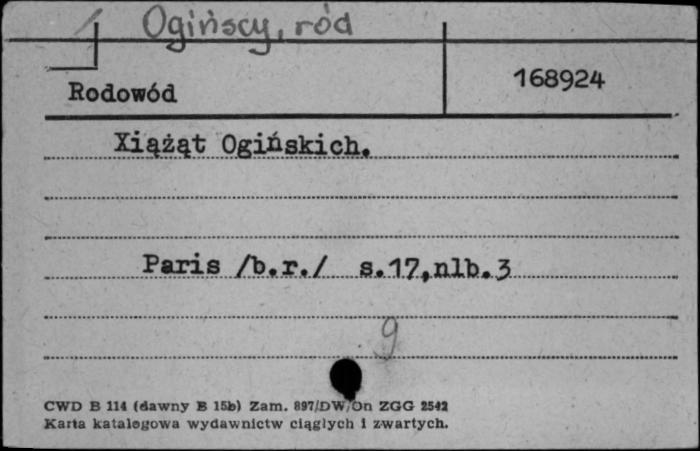 Ogińscy, ród
Rodowód
168924
Xiążąt Ogińskich.
Paris /b.r./ s.17,nlb.3
9
CWD B 114 (dawny B 15b) Zam. 897/DW/On ZGG 2542
Karta katalogowa wydawnictw ciągłych i zwartych.